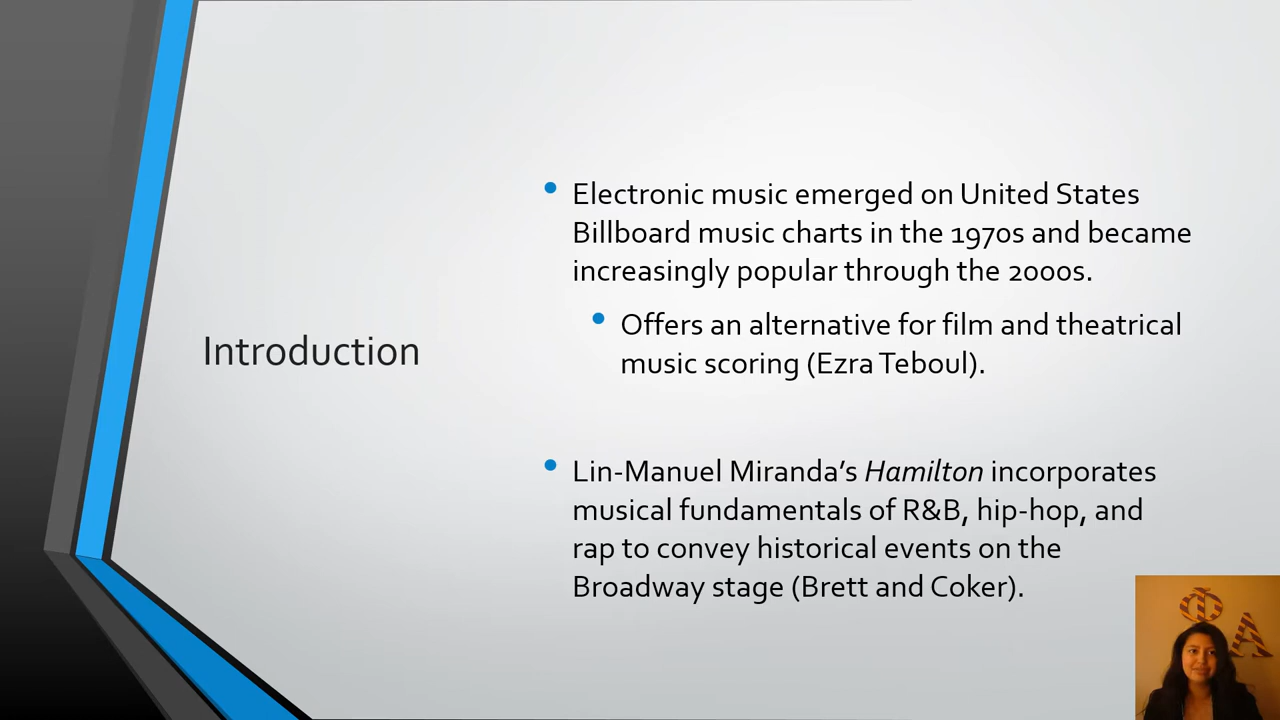 Introduction
Electronic music emerged on United States
Billboard music charts in the 1970s and became
increasingly popular through the 2000s.
Offers an alternative for film and theatrical
music scoring (Ezra Teboul).
Lin-Manuel Miranda’s Hamilton incorporates
musical fundamentals of R&B, hip-hop, and
rap to convey historical events on the
Broadway stage (Brett and Coker).
Φ A